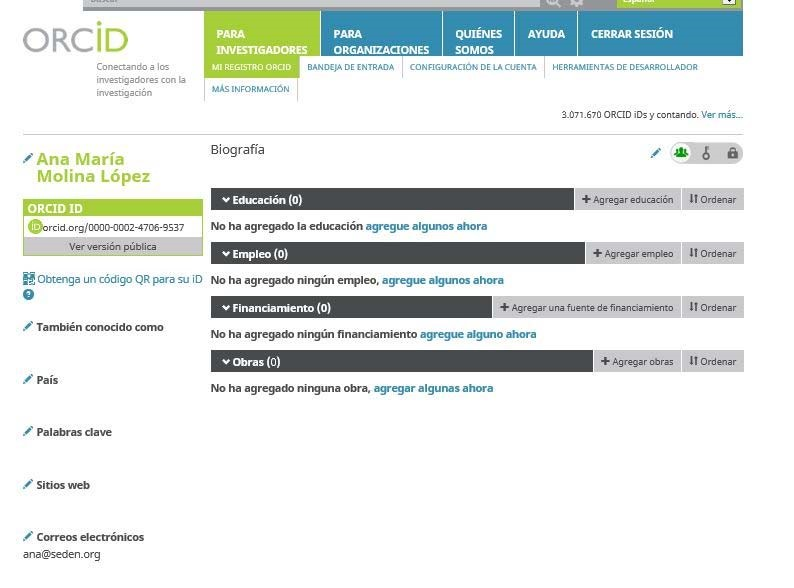 Buscar
Español
ORCID
Conectando a los
investigadores con la
investigación
PARA
INVESTIGADORES
PARA
ORGANIZACIONES
QUIÉNES
SOMOS
AYUDA
CERRAR SESIÓN
MI REGISTRO ORCID
BANDEJA DE ENTRADA
CONFIGURACIÓN DE LA CUENTA
HERRAMIENTAS DE DESARROLLADOR
MÁS INFORMACIÓN
3.071.670 ORCID iDs y contando. Ver más...
Ana María
Molina López
ORCID ID
iD orcid.org/0000-0002-4706-9537
Ver versión pública
Obtenga un código QR para su iD
?
También conocido como
País
Palabras clave
Sitios web
Correos electrónicos
ana@seden.org
Biografía
Educación (0)
Agregar educación
Ordenar
No ha agregado la educación agregue algunos ahora
Empleo (0)
Agregar empleo
Ordenar
No ha agregado ningún empleo, agregue algunos ahora
Financiamiento (0)
Agregar una fuente de financiamiento
Ordenar
No ha agregado ningún financiamiento agregue alguno ahora
Obras (0)
Agregar obras
Ordenar
No ha agregado ninguna obra, agregar algunas ahora